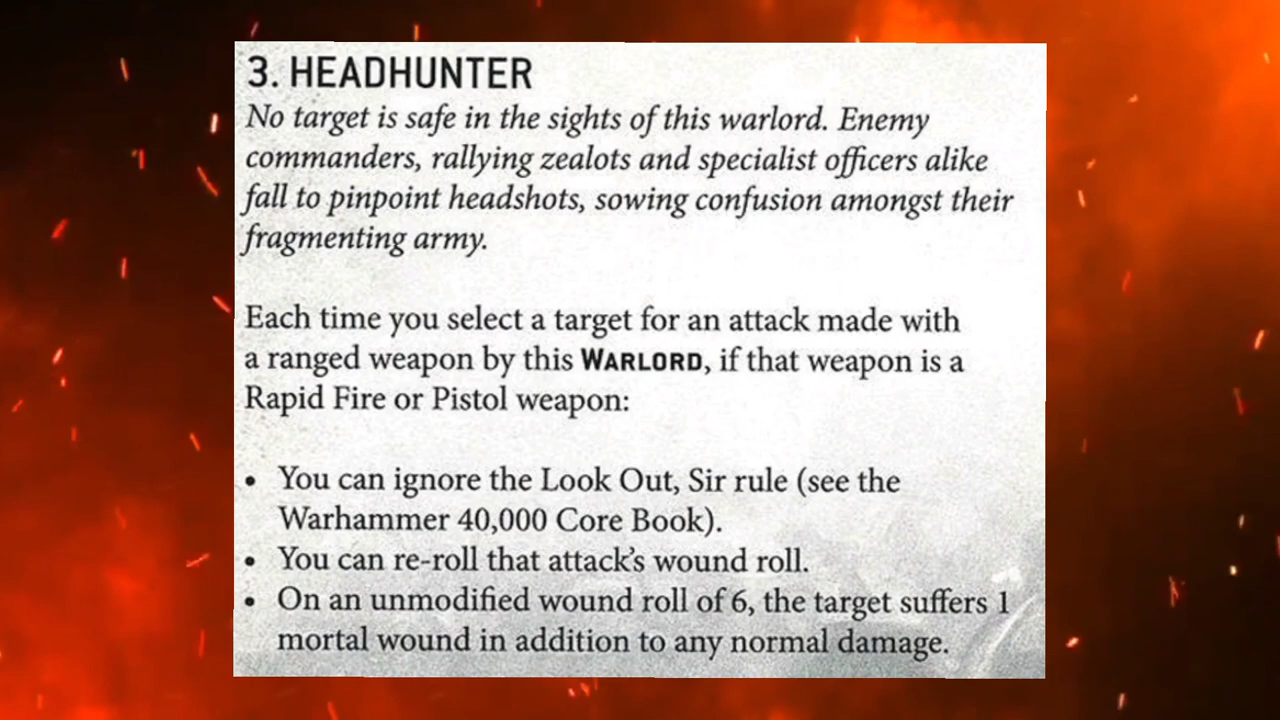 3. HEADHUNTER
No target is safe in the sights of this warlord. Enemy
commanders, rallying zealots and specialist officers alike
fall to pinpoint headshots, sowing confusion amongst their
fragmenting army.
Each time you select a target for an attack made with
a ranged weapon by this WARLORD, if that weapon is a
Rapid Fire or Pistol weapon:
• You can ignore the Look Out, Sir rule (see the
Warhammer 40,000 Core Book).
• You can re-roll that attack's wound roll.
• On an unmodified wound roll of 6, the target suffers 1
mortal wound in addition to any normal damage.